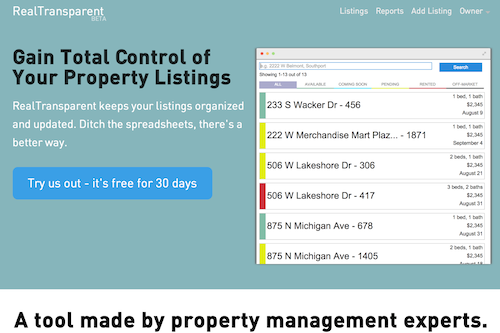 RealTransparent
BETA
Listings Reports Add Listing Owner
Gain Total Control of
Your Property Listings
RealTransparent keeps your listings organized
and updated. Ditch the spreadsheets, there's a
better way.
Try us out - it's free for 30 days
e.g. 2222 W Belmont, Southport
Search
Showing 1-15 out of 13
ALL AVAILABLE COMING SOON PENDING RENTED OFF-MARKET
233 S Wacker Dr - 456
1 bed, 1 bath
$2,345
August 9
222 W Merchandise Mart Plaz... - 1871
1 bed, 1 bath
$2,345
September 4
506 W Lakeshore Dr - 306
2 beds, 1 bath
$2,345
August 21
506 W Lakeshore Dr - 417
3 beds, 2 baths
$2,345
August 31
875 N Michigan Ave - 678
1 bed, 1 bath
$2,345
August 31
875 N Michigan Ave - 1405
2 beds, 1 bath
$2,345
August 31
A tool made by property management experts.